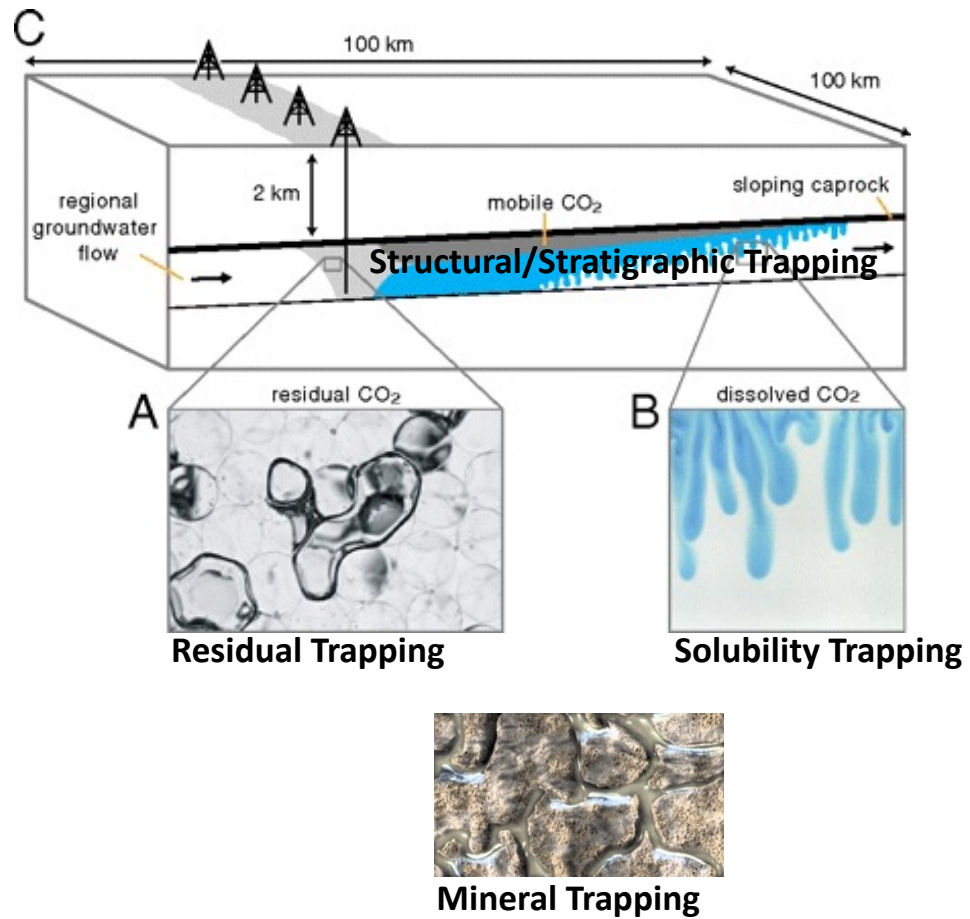 C
100 km
100 km
regional
groundwater
flow
2 km
mobile CO₂
sloping caprock
Structural/Stratigraphic Trapping
A
residual CO₂
B
dissolved CO₂
Residual Trapping
Solubility Trapping
Mineral Trapping